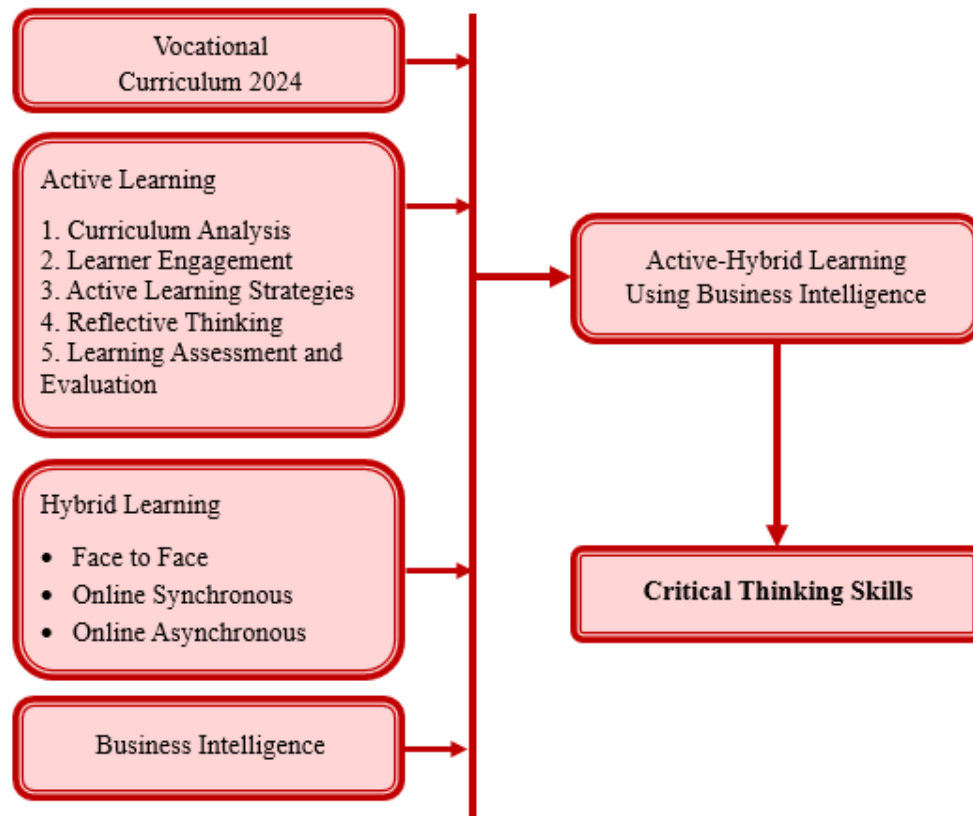 Vocational
Curriculum 2024
Active Learning
1. Curriculum Analysis
2. Learner Engagement
3. Active Learning Strategies
4. Reflective Thinking
5. Learning Assessment and
Evaluation
Hybrid Learning
• Face to Face
• Online Synchronous
• Online Asynchronous
Business Intelligence
Active-Hybrid Learning
Using Business Intelligence
Critical Thinking Skills